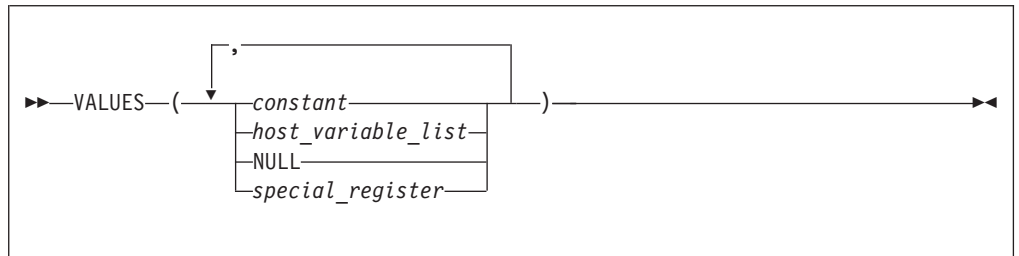 ,
VALUES ( constant )
host_variable_list
NULL
special_register